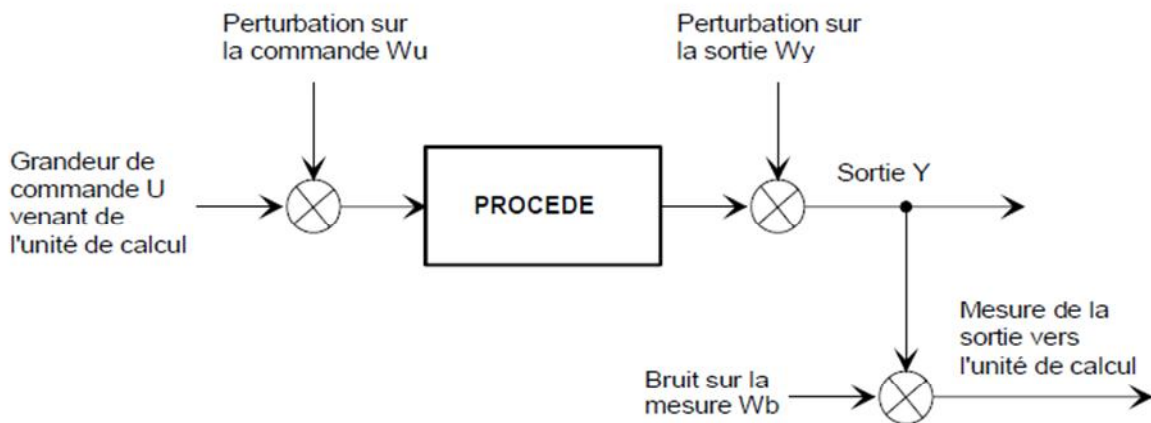 Perturbation sur
la commande Wu
Perturbation sur
la sortie Wy
Grandeur de
commande U
venant de
l'unité de calcul
PROCEDE
Sortie Y
Mesure de la
sortie vers
l'unité de calcul
Bruit sur la
mesure Wb